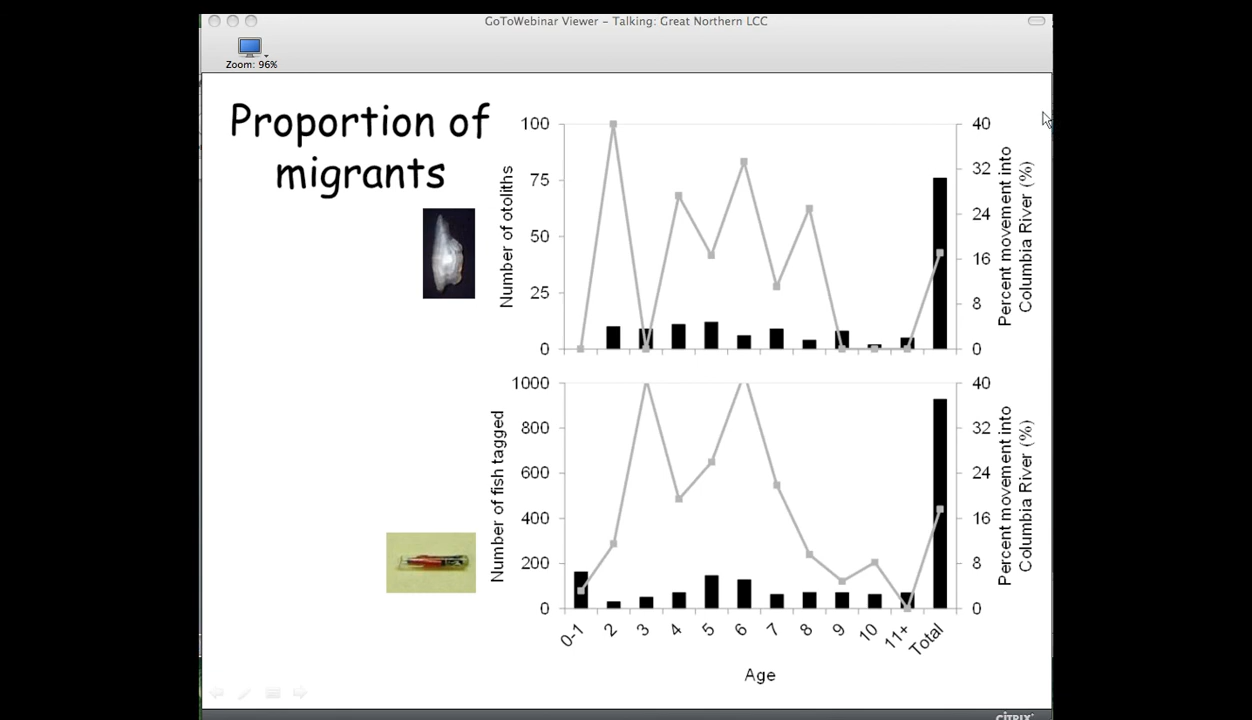 GoToWebinar Viewer – Talking: Great Northern LCC
Zoom: 96%
Proportion of
migrants
Number of otoliths
100
75
50
25
0
40
32
24
16
8
0
Percent movement into
Columbia River (%)
Number of fish tagged
1000
800
600
400
200
0
40
32
24
16
8
0
Percent movement into
Columbia River (%)
0-1
2
3
4
5
6
7
8
9
10
11+
Total
Age
CITRIX